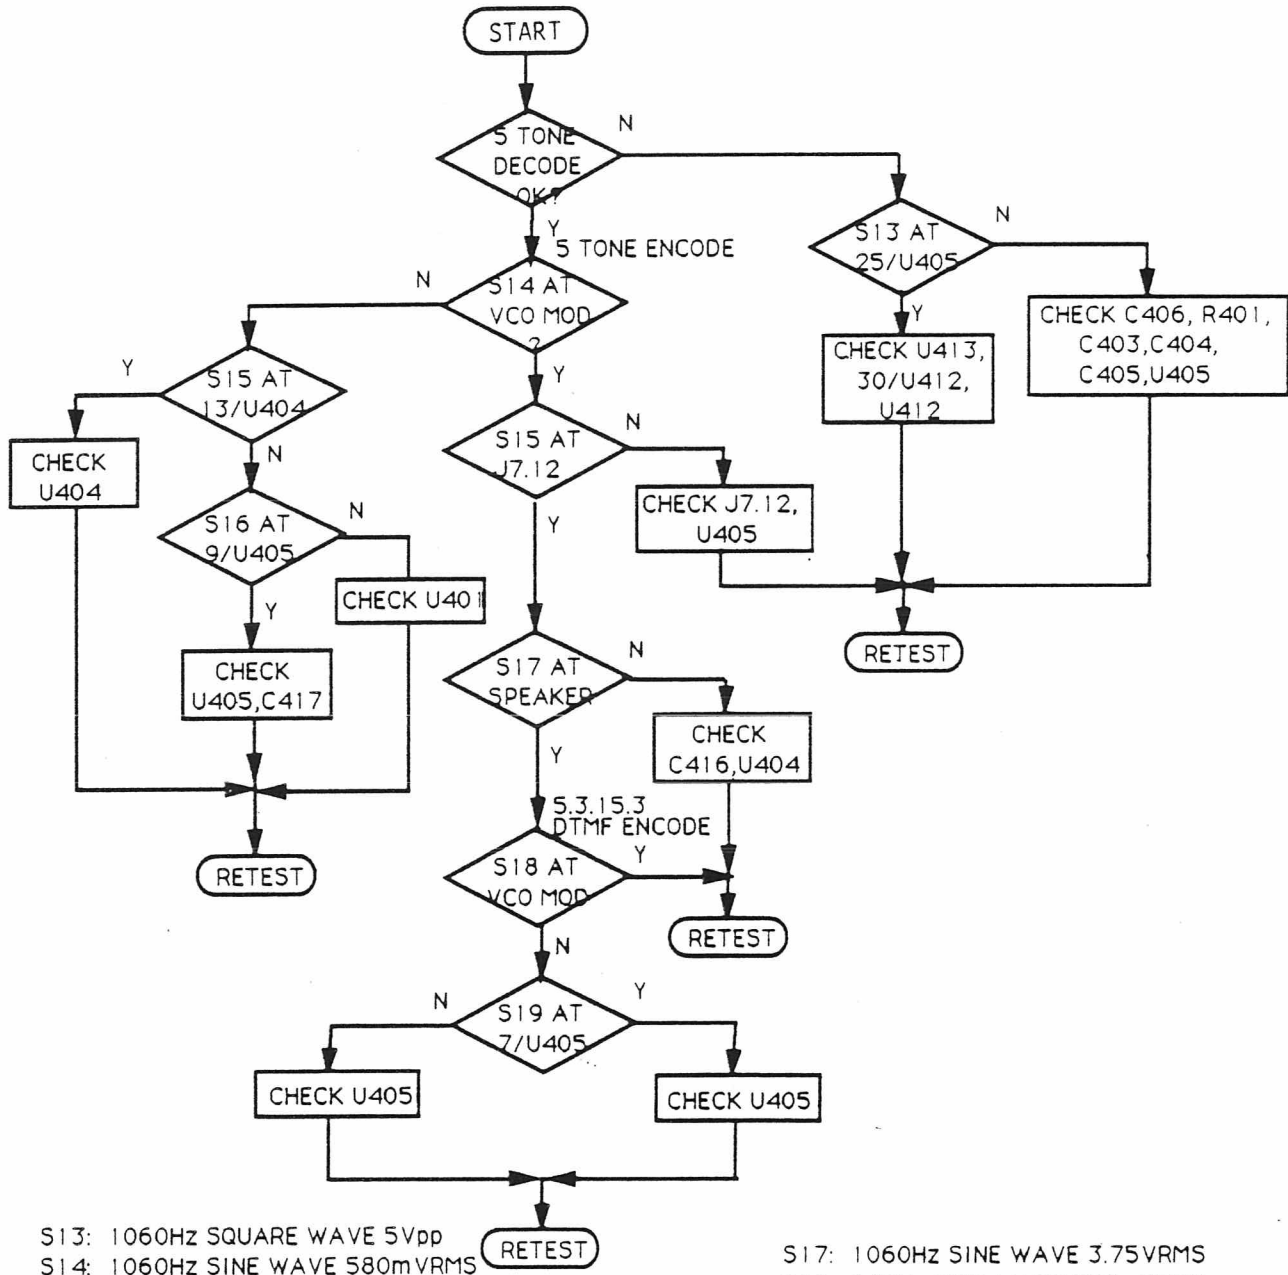 START
5 TONE
DECODE
OK?
N
Y
5 TONE ENCODE
S13 AT
25/U405
N
Y
CHECK C406, R401,
C403,C404,
C405,U405
CHECK U413,
30/U412,
U412
S14 AT
VCO MOD
?
N
Y
S15 AT
13/U404
Y
N
CHECK
U404
S15 AT
J7.12
N
Y
CHECK J7.12,
U405
RETEST
S16 AT
9/U405
N
Y
CHECK U401
CHECK
U405,C417
RETEST
S17 AT
SPEAKER
N
Y
CHECK
C416,U404
5.3.15.3
DTMF ENCODE
S18 AT
VCO MOD
Y
N
RETEST
S19 AT
7/U405
N
Y
CHECK U405
CHECK U405
RETEST
S13: 1060Hz SQUARE WAVE 5Vpp
S14: 1060Hz SINE WAVE 580mVRMS
S17: 1060Hz SINE WAVE 3.75VRMS